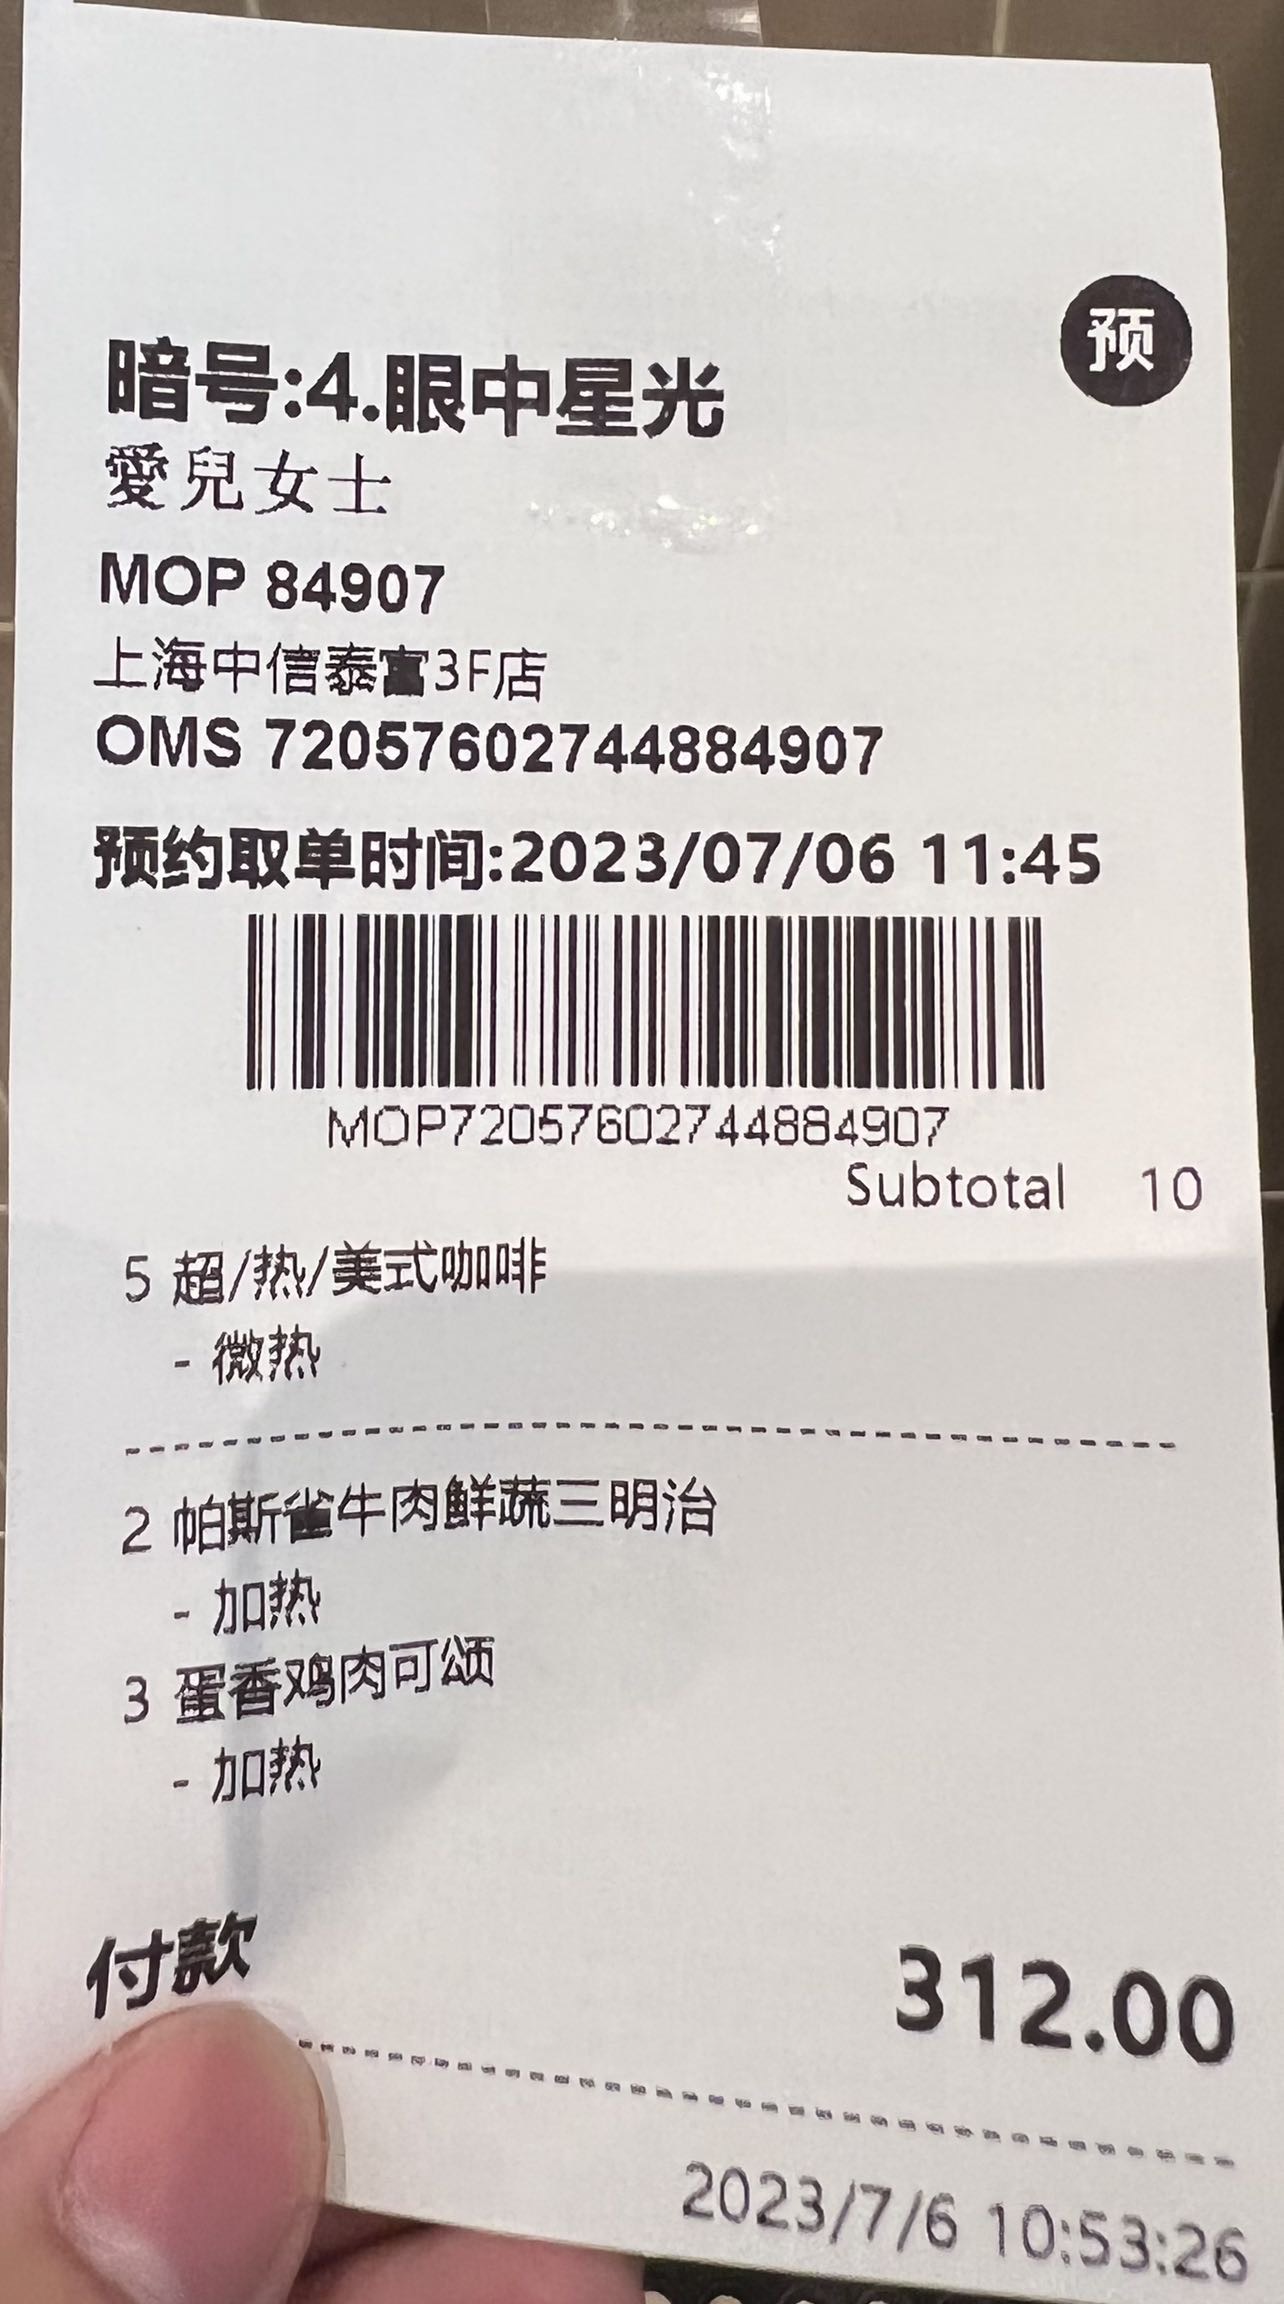 预
暗号:4.眼中星光
愛兒女士
MOP 84907
上海中信泰富3F店
OMS 72057602744884907
预约取单时间:2023/07/06 11:45
MOP72057602744884907
Subtotal 10
5 超/热/美式咖啡
- 微热
2 帕斯雀牛肉鲜蔬三明治
- 加热
3 蛋香鸡肉可颂
- 加热
付款 312.00
2023/7/6 10:53:26